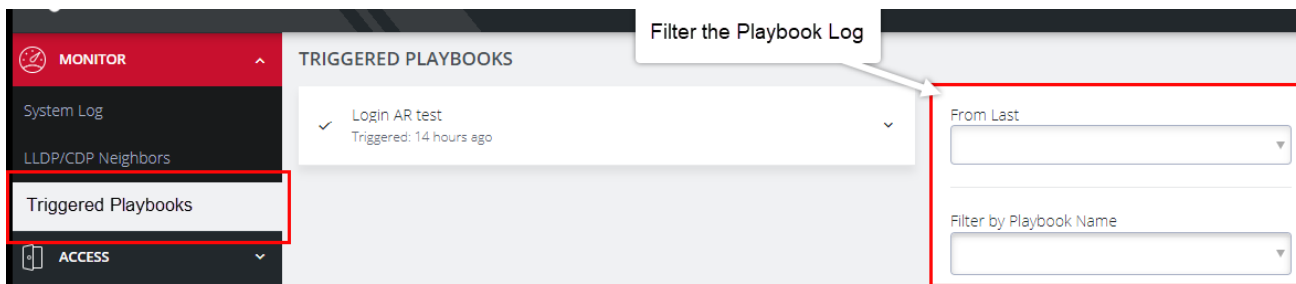 Filter the Playbook Log
MONITOR
TRIGGERED PLAYBOOKS
System Log
Login AR test
Triggered: 14 hours ago
From Last
LLDP/CDP Neighbors
Triggered Playbooks
Filter by Playbook Name
ACCESS